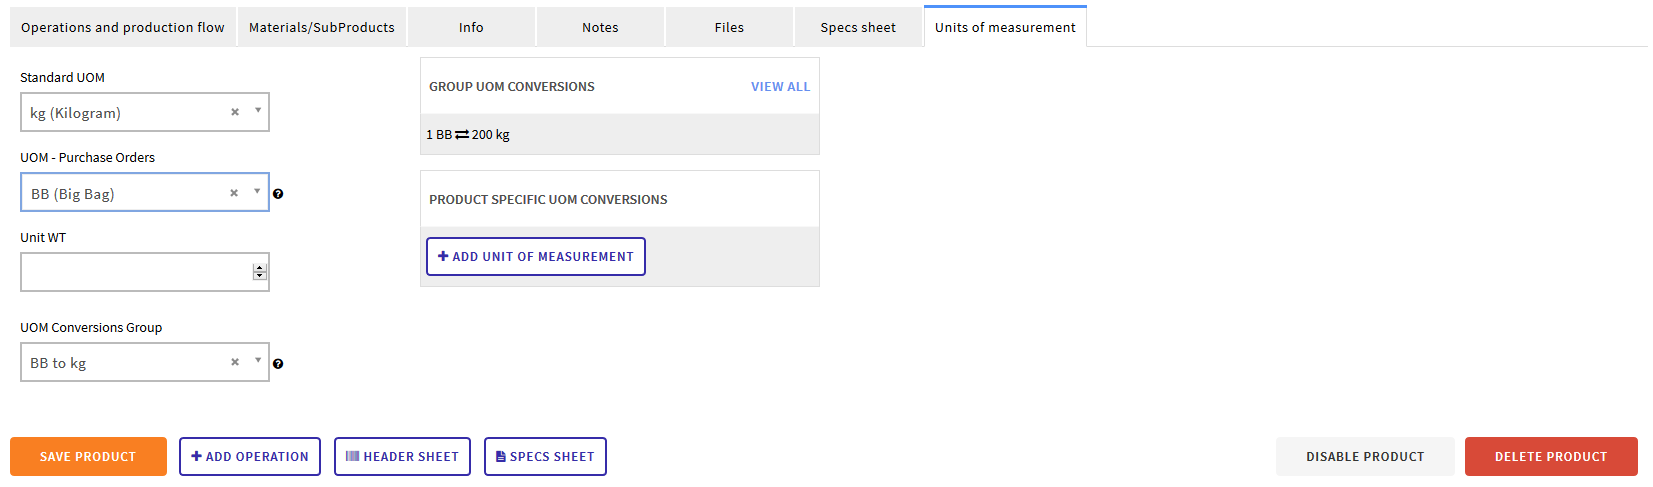 Operations and production flow Materials/SubProducts Info Notes Files Specs sheet Units of measurement
Standard UOM
kg (Kilogram)
UOM - Purchase Orders
BB (Big Bag)
Unit WT
UOM Conversions Group
BB to kg
GROUP UOM CONVERSIONS VIEW ALL
1 BB ⇄ 200 kg
PRODUCT SPECIFIC UOM CONVERSIONS
ADD UNIT OF MEASUREMENT
SAVE PRODUCT ADD OPERATION HEADER SHEET SPECS SHEET DISABLE PRODUCT DELETE PRODUCT